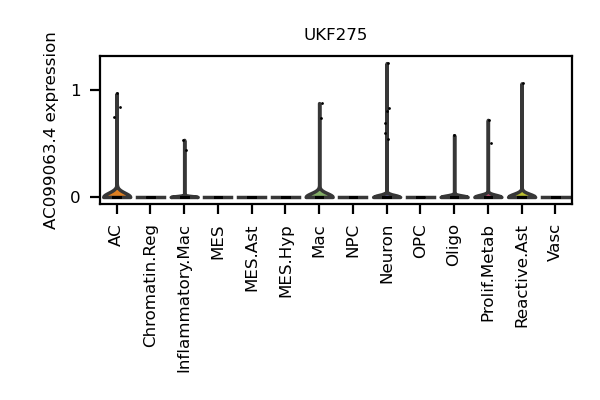 UKF275
AC099063.4 expression
1
0
AC
Chromatin.Reg
Inflammatory.Mac
MES
MES.Ast
MES.Hyp
Mac
NPC
Neuron
OPC
Oligo
Prolif.Metab
Reactive.Ast
Vasc